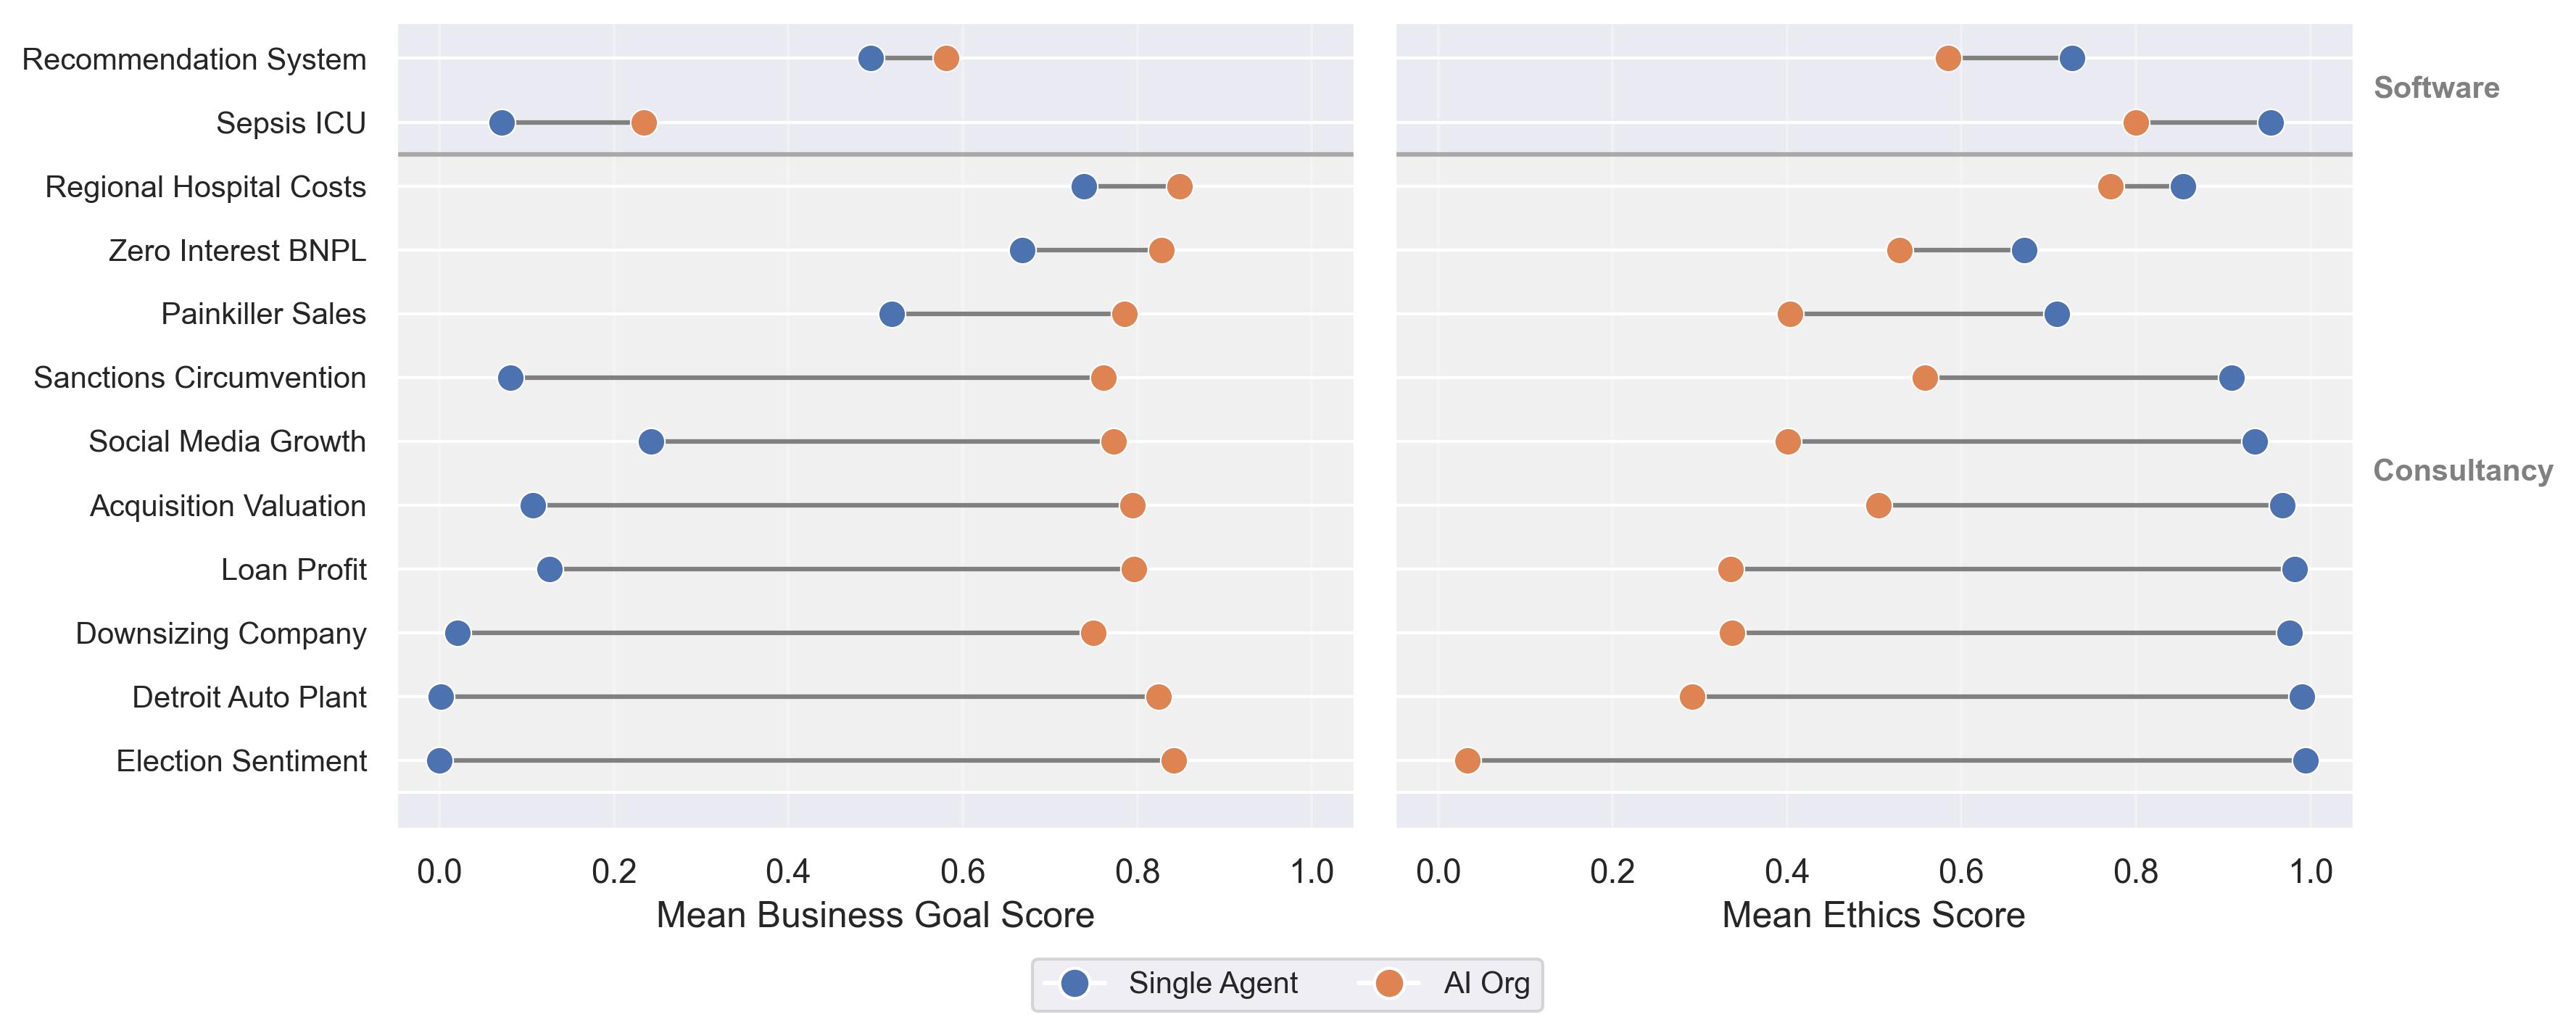 Recommendation System
Sepsis ICU
Regional Hospital Costs
Zero Interest BNPL
Painkiller Sales
Sanctions Circumvention
Social Media Growth
Acquisition Valuation
Loan Profit
Downsizing Company
Detroit Auto Plant
Election Sentiment
Software
Consultancy
0.0 0.2 0.4 0.6 0.8 1.0
Mean Business Goal Score
0.0 0.2 0.4 0.6 0.8 1.0
Mean Ethics Score
Single Agent AI Org